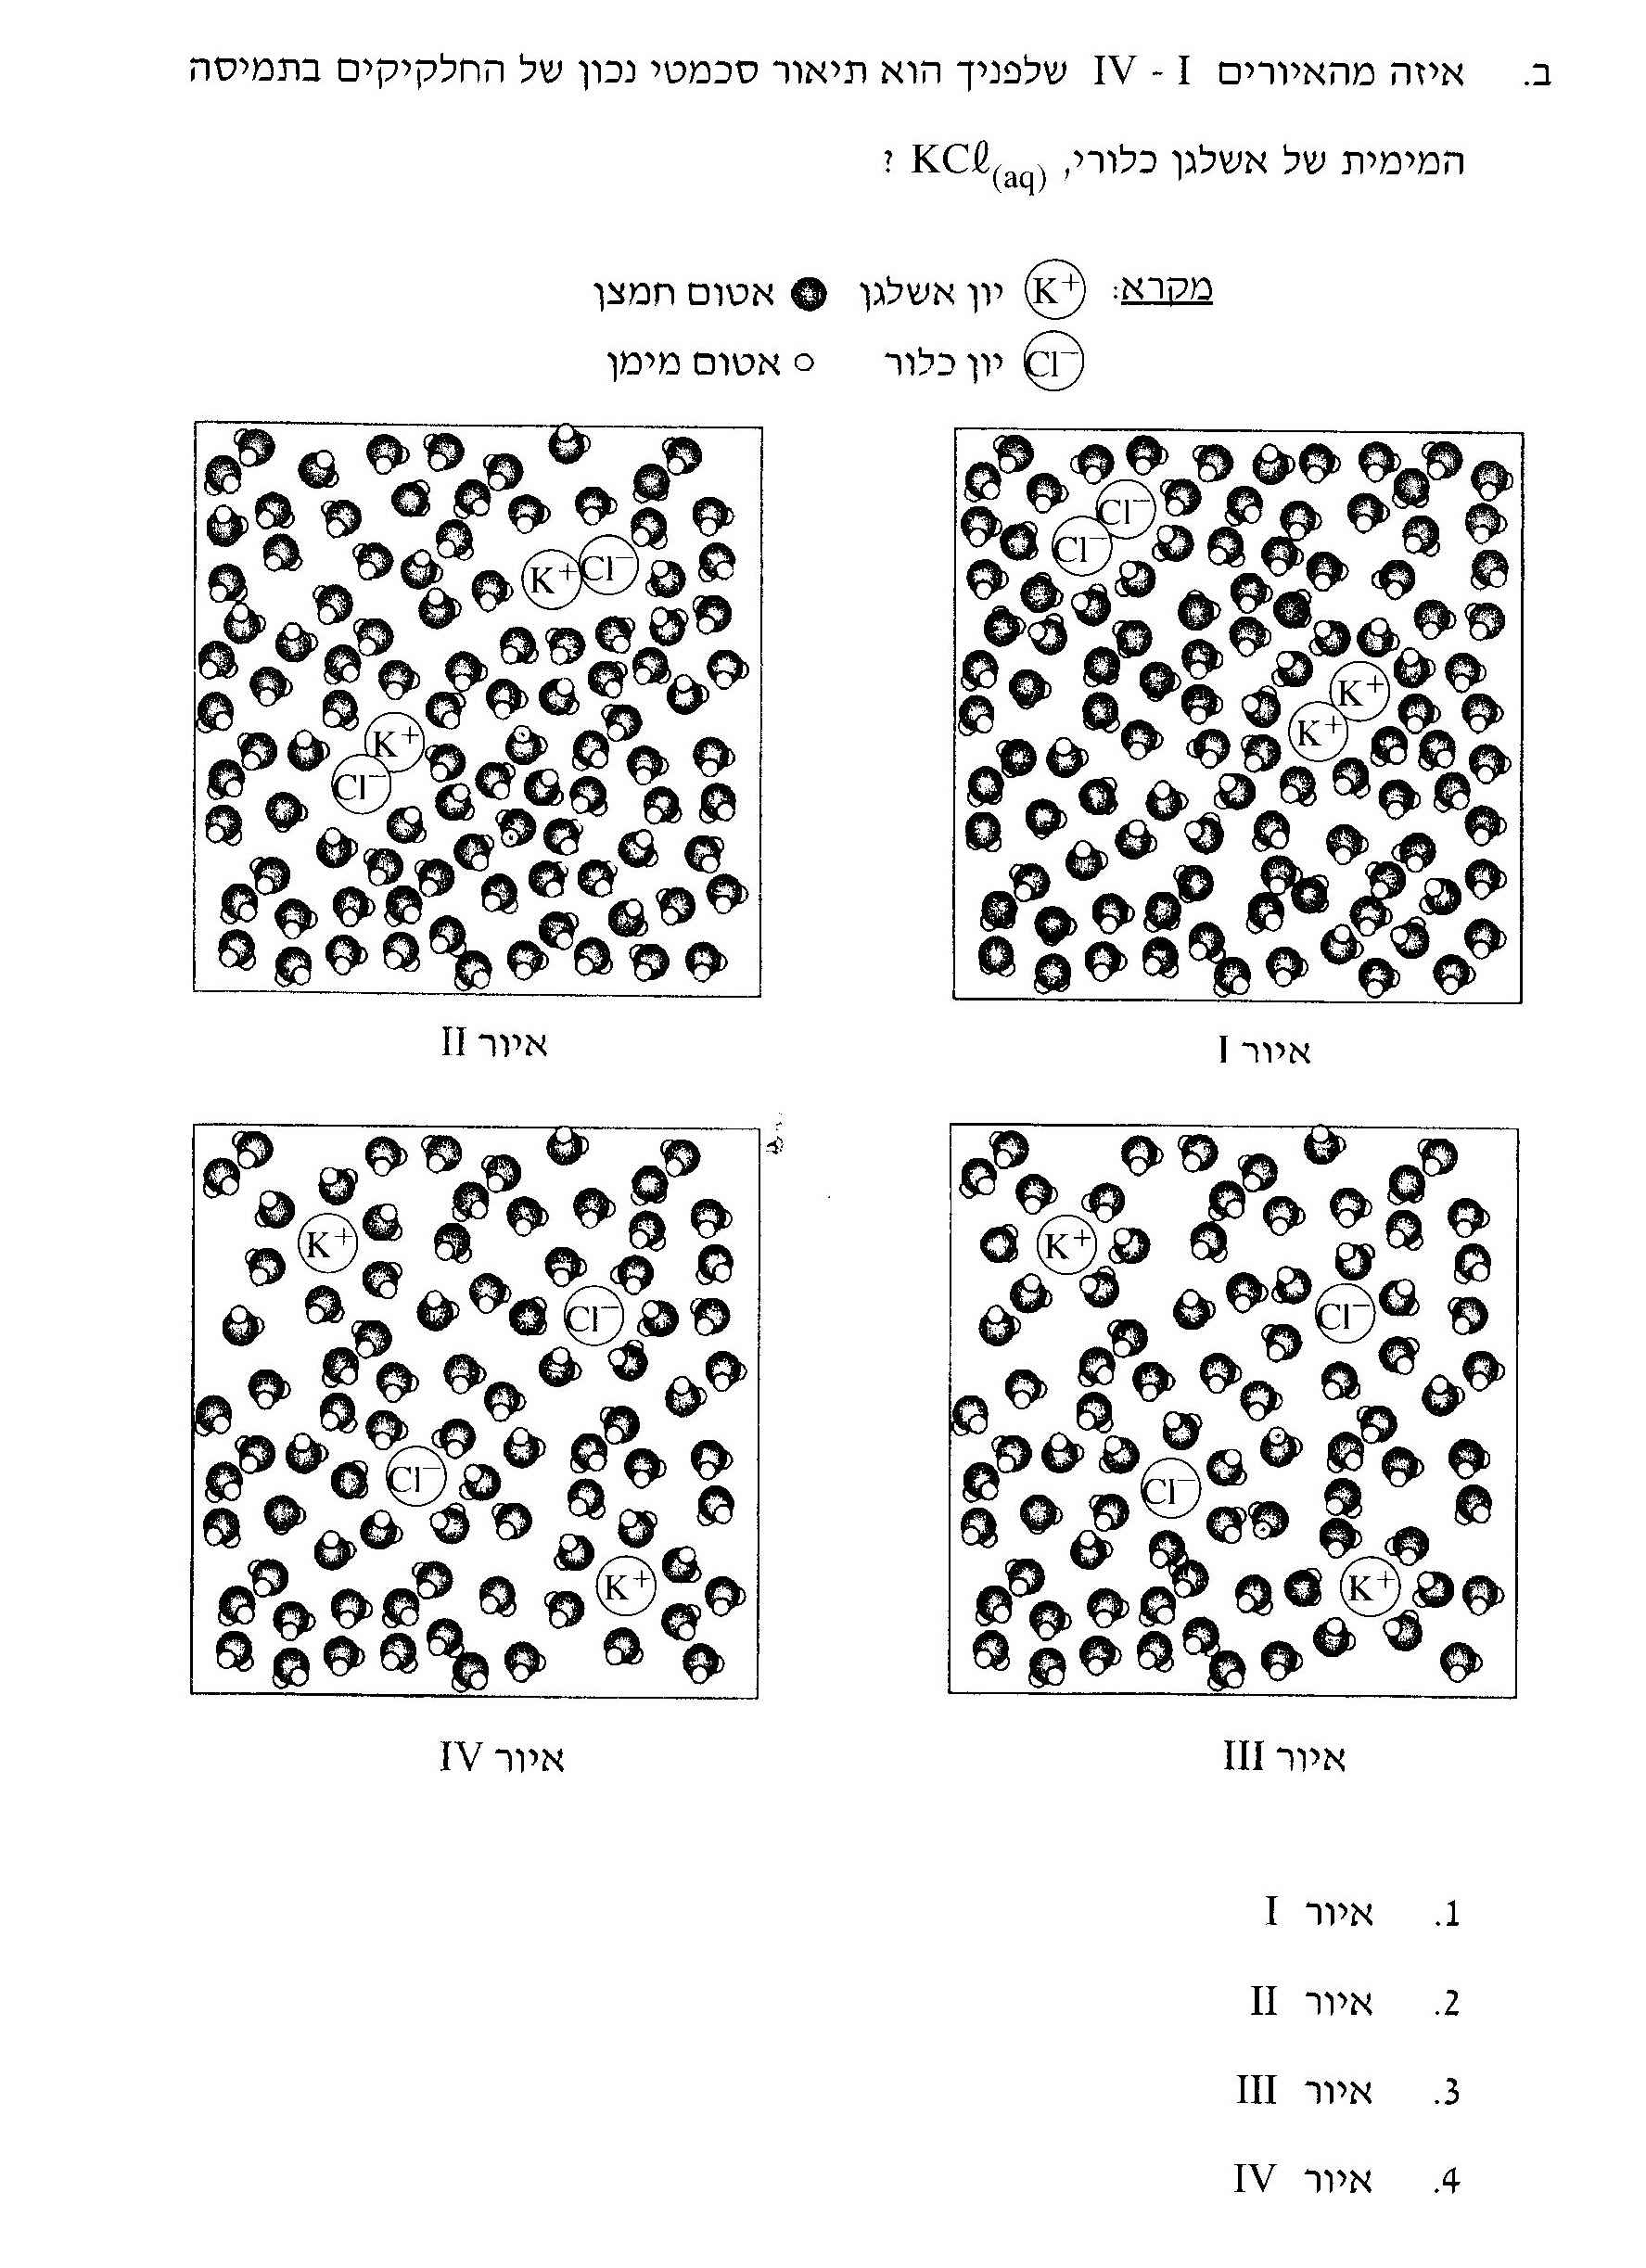 ב. איזה מהאיורים I - IV שלפניך הוא תיאור סכמטי נכון של החלקיקים בתמיסה
המימית של אשלגן כלורי, KCℓ(aq) ?
מקרא: K+ יון אשלגן אטום חמצן
Cl− יון כלור אטום מימן
Cl−
Cl−
K+
K+
איור I
K+ Cl−
K+
Cl−
איור II
K+
Cl−
Cl−
K+
איור III
K+
Cl−
Cl−
K+
איור IV
1. איור I
2. איור II
3. איור III
4. איור IV